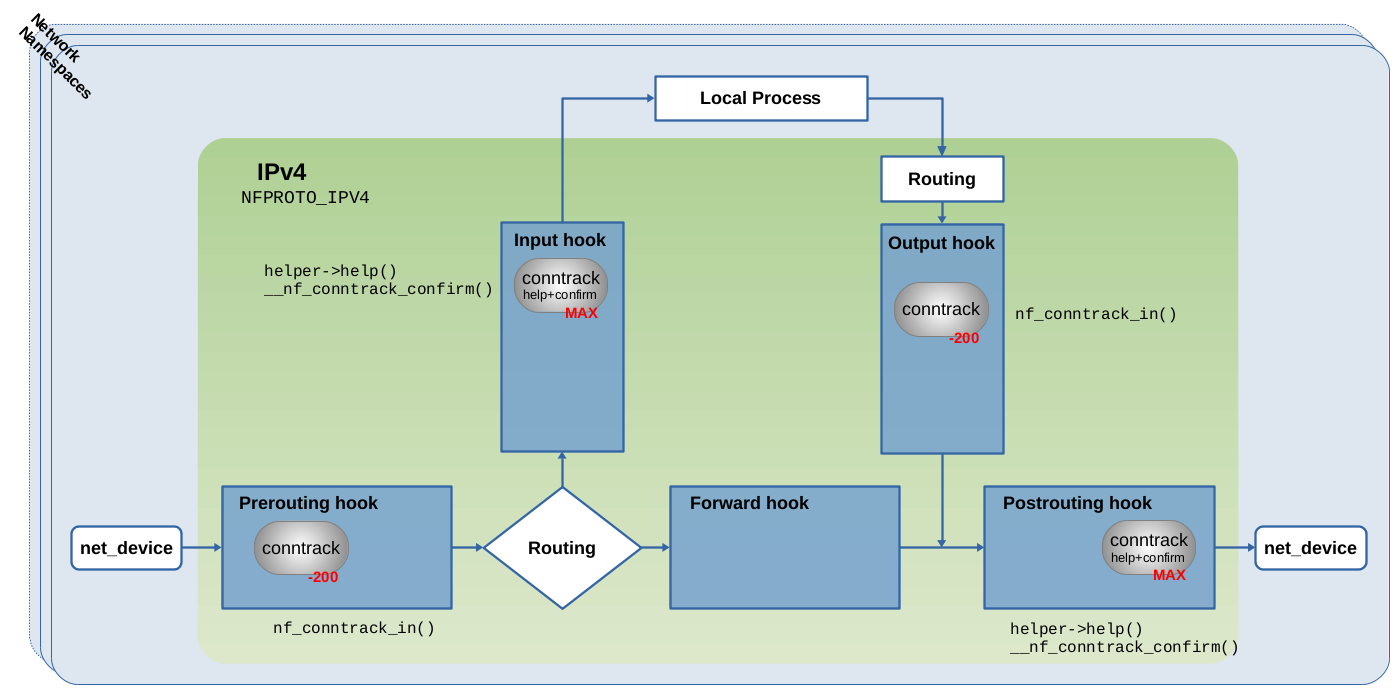 Network
Namespaces
Local Process
IPv4
NFPROTO_IPV4
Routing
Input hook
conntrack
help+confirm
MAX
helper->help()
__nf_conntrack_confirm()
Output hook
conntrack
-200
nf_conntrack_in()
net_device
Prerouting hook
conntrack
-200
nf_conntrack_in()
Routing
Forward hook
Postrouting hook
conntrack
help+confirm
MAX
helper->help()
__nf_conntrack_confirm()
net_device